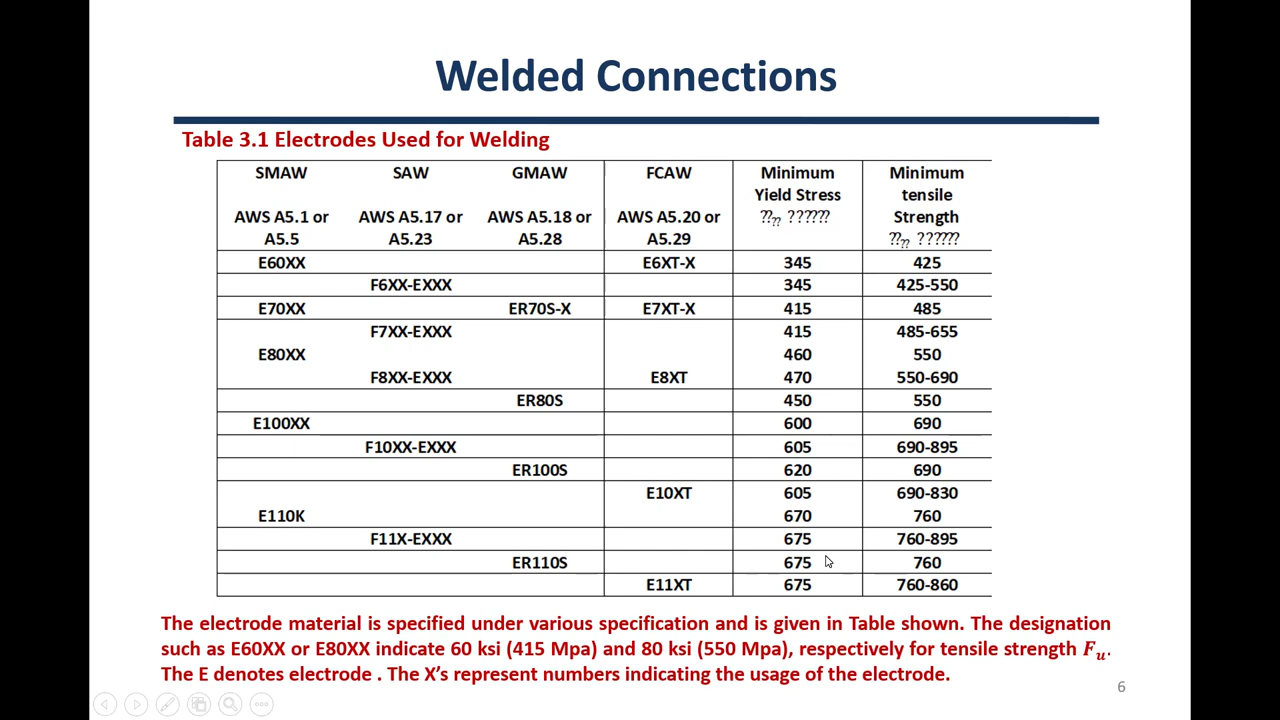 Welded Connections
Table 3.1 Electrodes Used for Welding
SMAW SAW GMAW FCAW Minimum Minimum
Yield Stress tensile
AWS A5.1 or AWS A5.17 or AWS A5.18 or AWS A5.20 or ???? ?????? Strength
A5.5 A5.23 A5.28 A5.29 ???? ??????
E60XX E6XT-X 345 425
F6XX-EXXX 345 425-550
E70XX ER70S-X E7XT-X 415 485
F7XX-EXXX 415 485-655
E80XX 460 550
F8XX-EXXX E8XT 470 550-690
ER80S 450 550
E100XX 600 690
F10XX-EXXX 605 690-895
ER100S 620 690
E10XT 605 690-830
E110K 670 760
F11X-EXXX 675 760-895
ER110S 675 760
E11XT 675 760-860
The electrode material is specified under various specification and is given in Table shown. The designation
such as E60XX or E80XX indicate 60 ksi (415 Mpa) and 80 ksi (550 Mpa), respectively for tensile strength Fu.
The E denotes electrode . The X’s represent numbers indicating the usage of the electrode.
6